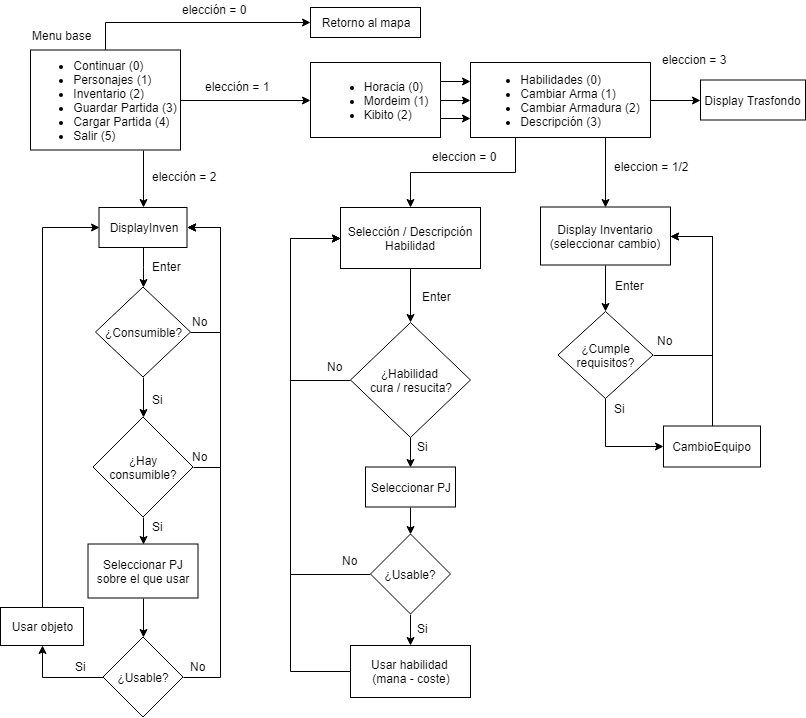 elección = 0
Retorno al mapa
Menu base
Continuar (0)
Personajes (1)
Inventario (2)
Guardar Partida (3)
Cargar Partida (4)
Salir (5)
elección = 1
Horacia (0)
Mordeim (1)
Kibito (2)
Habilidades (0)
Cambiar Arma (1)
Cambiar Armadura (2)
Descripción (3)
eleccion = 3
Display Trasfondo
elección = 2
eleccion = 0
eleccion = 1/2
DisplayInven
Enter
¿Consumible?
No
Si
¿Hay
consumible?
No
Si
Seleccionar PJ
sobre el que usar
Usar objeto
Si
¿Usable?
No
Selección / Descripción
Habilidad
Enter
¿Habilidad
cura / resucita?
No
Si
Seleccionar PJ
¿Usable?
No
Si
Usar habilidad
(mana - coste)
Display Inventario
(seleccionar cambio)
Enter
¿Cumple
requisitos?
No
Si
CambioEquipo